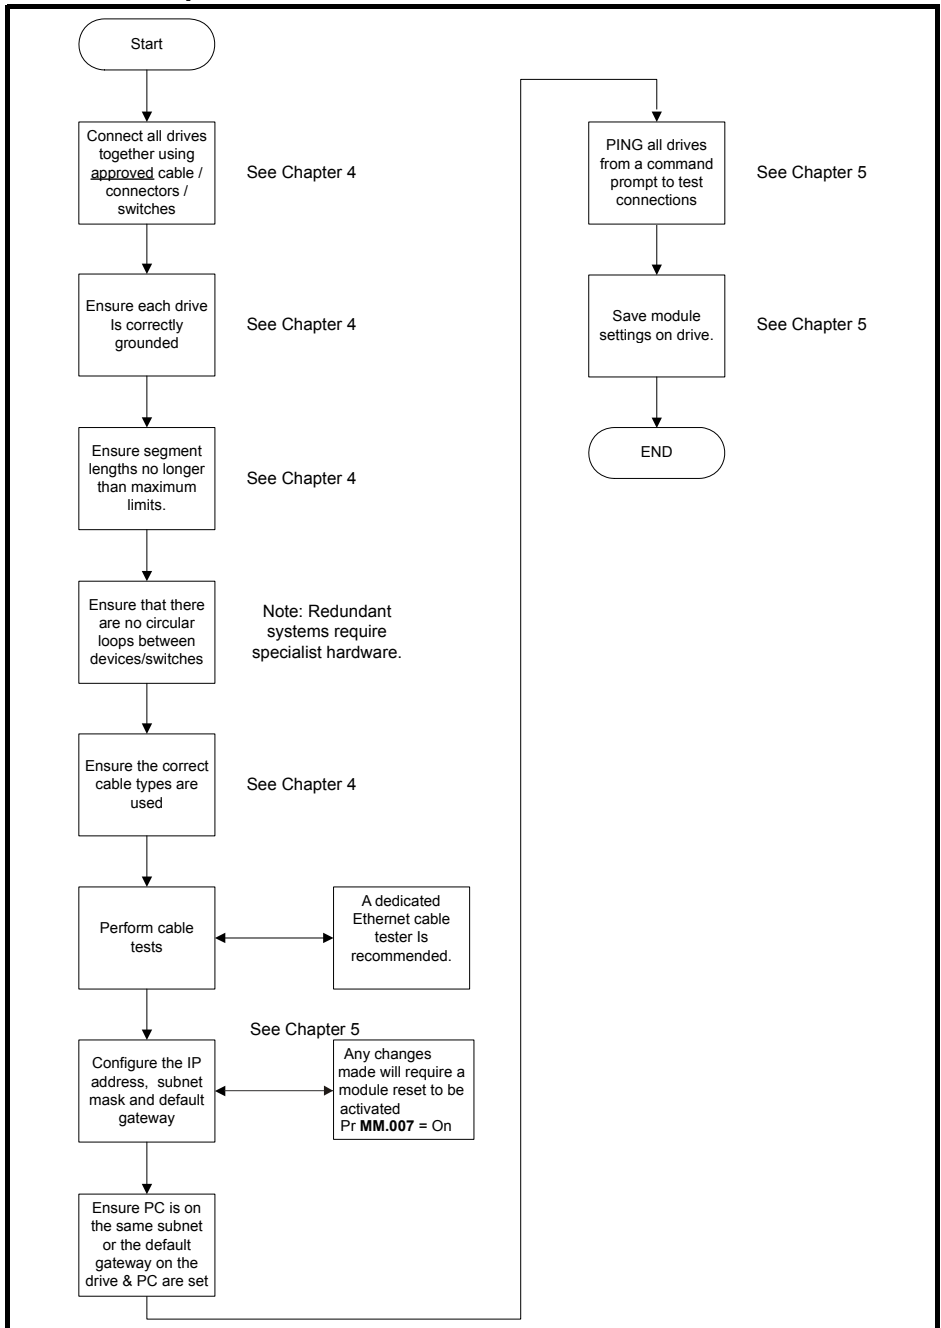 Start
Connect all drives
together using
approved cable /
connectors /
switches
See Chapter 4
Ensure each drive
Is correctly
grounded
See Chapter 4
Ensure segment
lengths no longer
than maximum
limits.
See Chapter 4
Ensure that there
are no circular
loops between
devices/switches
Note: Redundant
systems require
specialist hardware.
Ensure the correct
cable types are
used
See Chapter 4
Perform cable
tests
A dedicated
Ethernet cable
tester Is
recommended.
See Chapter 5
Configure the IP
address, subnet
mask and default
gateway
Any changes
made will require a
module reset to be
activated
Pr MM.007 = On
Ensure PC is on
the same subnet
or the default
gateway on the
drive & PC are set
PING all drives
from a command
prompt to test
connections
See Chapter 5
Save module
settings on drive.
See Chapter 5
END